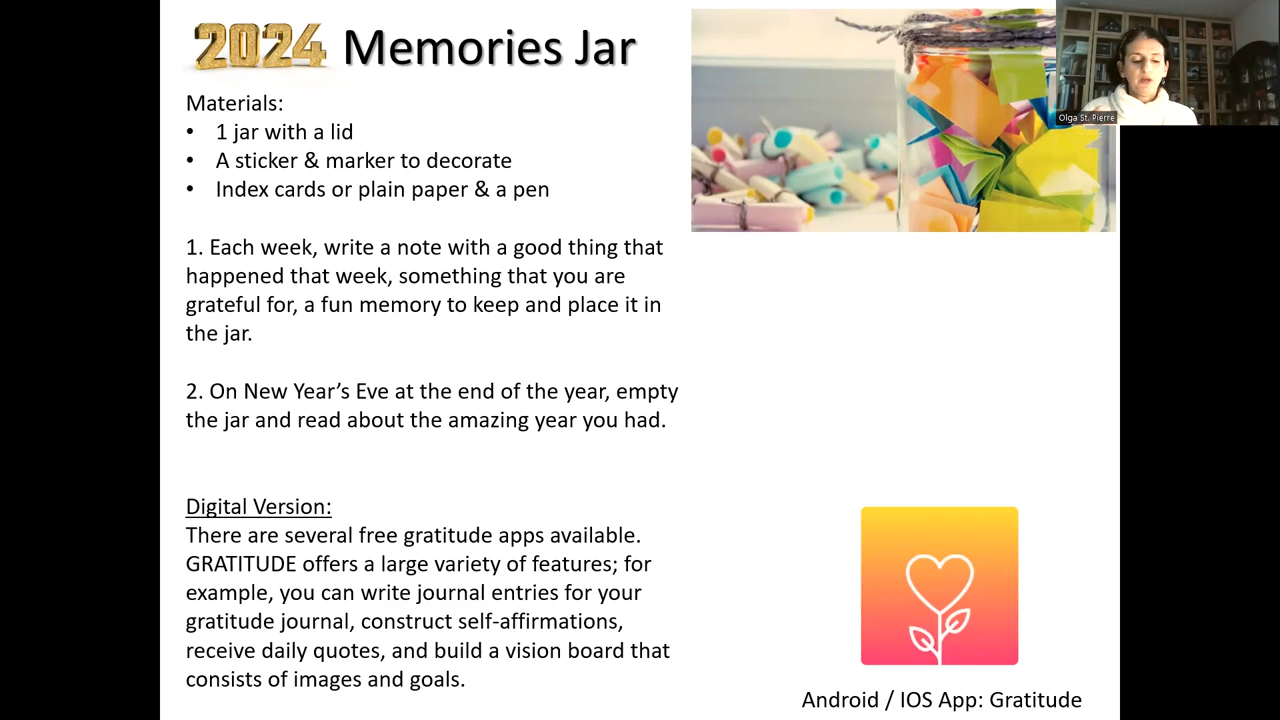 2024 Memories Jar
Materials:
• 1 jar with a lid
• A sticker & marker to decorate
• Index cards or plain paper & a pen
1. Each week, write a note with a good thing that
happened that week, something that you are
grateful for, a fun memory to keep and place it in
the jar.
2. On New Year’s Eve at the end of the year, empty
the jar and read about the amazing year you had.
Digital Version:
There are several free gratitude apps available.
GRATITUDE offers a large variety of features; for
example, you can write journal entries for your
gratitude journal, construct self-affirmations,
receive daily quotes, and build a vision board that
consists of images and goals.
Android / IOS App: Gratitude
Olga St. Pierre